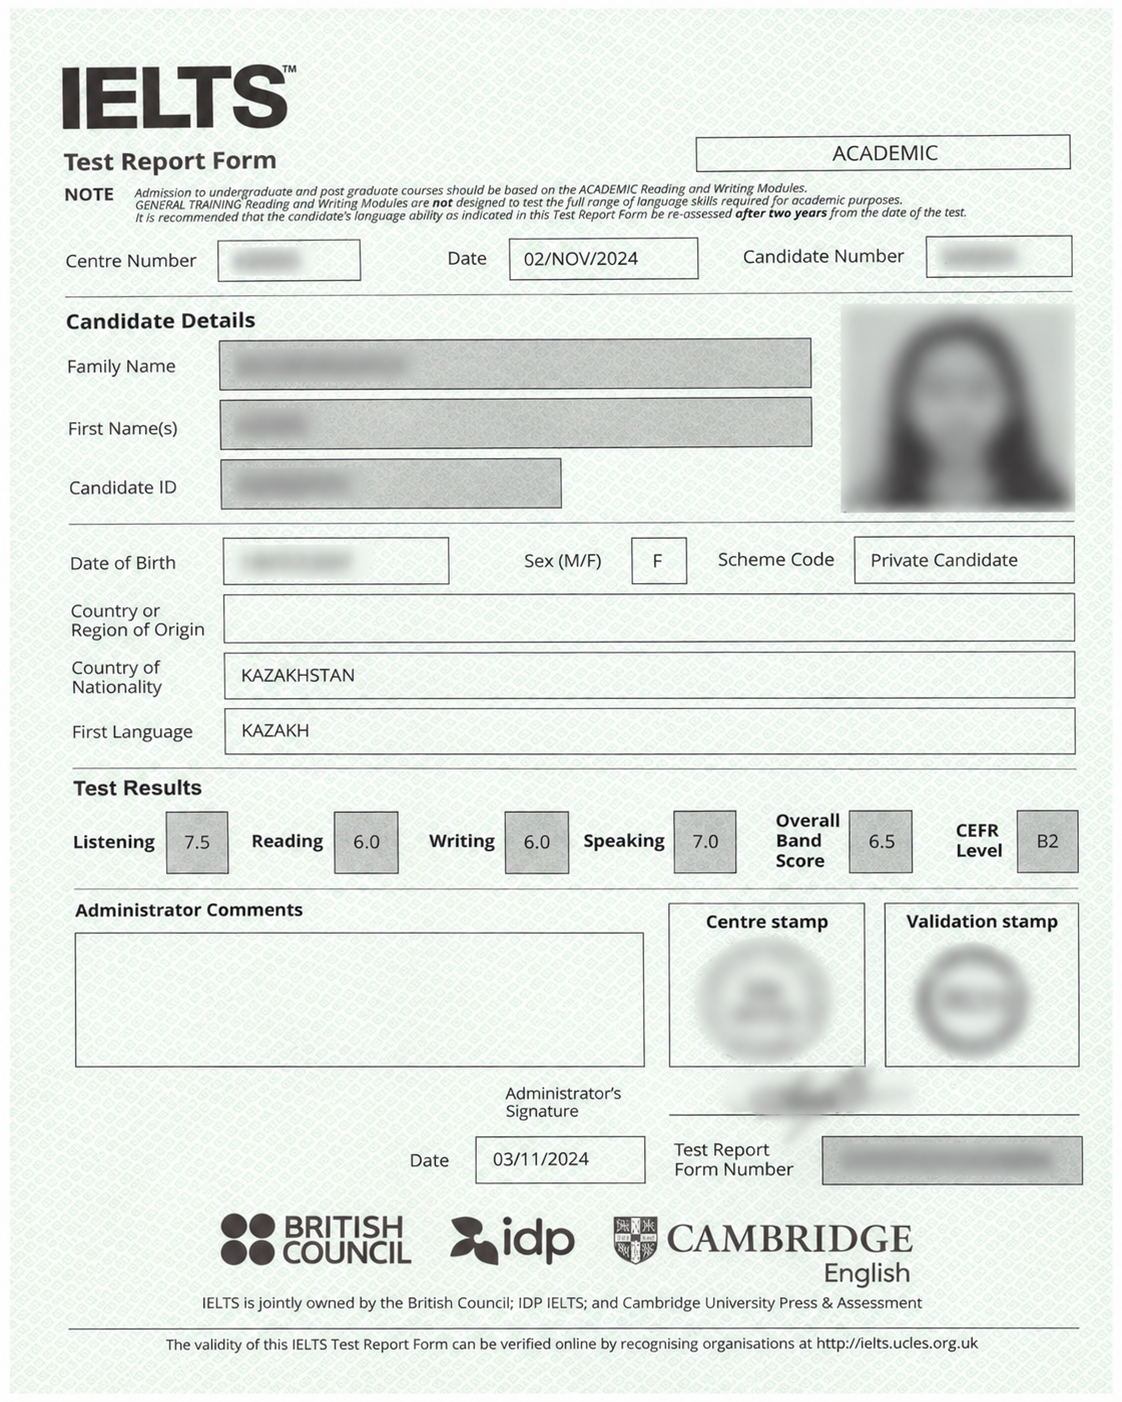 IELTS™
Test Report Form
ACADEMIC
NOTE Admission to undergraduate and post graduate courses should be based on the ACADEMIC Reading and Writing Modules.
GENERAL TRAINING Reading and Writing Modules are not designed to test the full range of language skills required for academic purposes.
It is recommended that the candidate's language ability as indicated in this Test Report Form be re-assessed after two years from the date of the test.
Centre Number Date 02/NOV/2024 Candidate Number
Candidate Details
Family Name
First Name(s)
Candidate ID
Date of Birth Sex (M/F) F Scheme Code Private Candidate
Country or
Region of Origin
Country of
Nationality KAZAKHSTAN
First Language KAZAKH
Test Results
Listening 7.5 Reading 6.0 Writing 6.0 Speaking 7.0 Overall
Band
Score 6.5 CEFR
Level B2
Administrator Comments
Centre stamp
Validation stamp
Administrator's
Signature
Date 03/11/2024
Test Report
Form Number
BRITISH
COUNCIL
idp
CAMBRIDGE
English
IELTS is jointly owned by the British Council; IDP IELTS; and Cambridge University Press & Assessment
The validity of this IELTS Test Report Form can be verified online by recognising organisations at http://ielts.ucles.org.uk